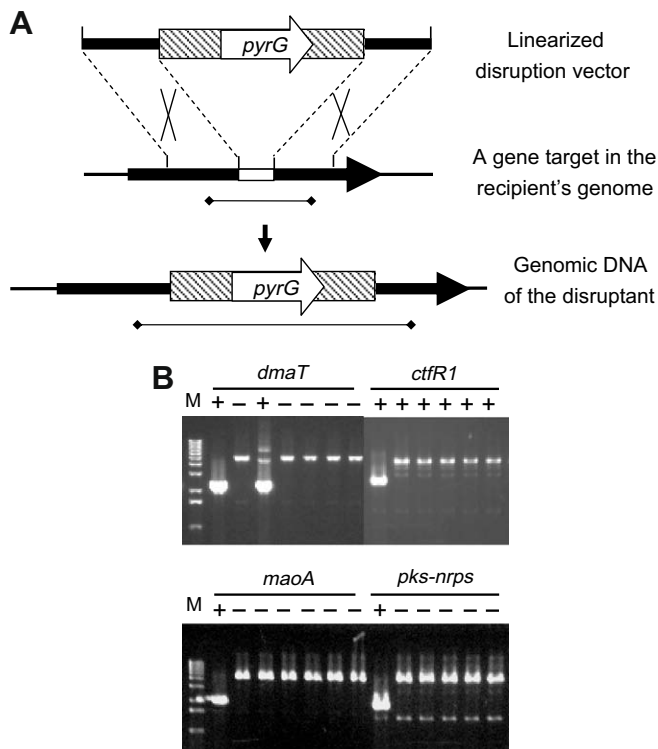 A
pyrG
Linearized
disruption vector
A gene target in the
recipient's genome
pyrG
Genomic DNA
of the disruptant
B
dmaT ctfR1
M + – + – – – – + + + + + +
maoA pks-nrps
M + – – – – – – + – – – – –